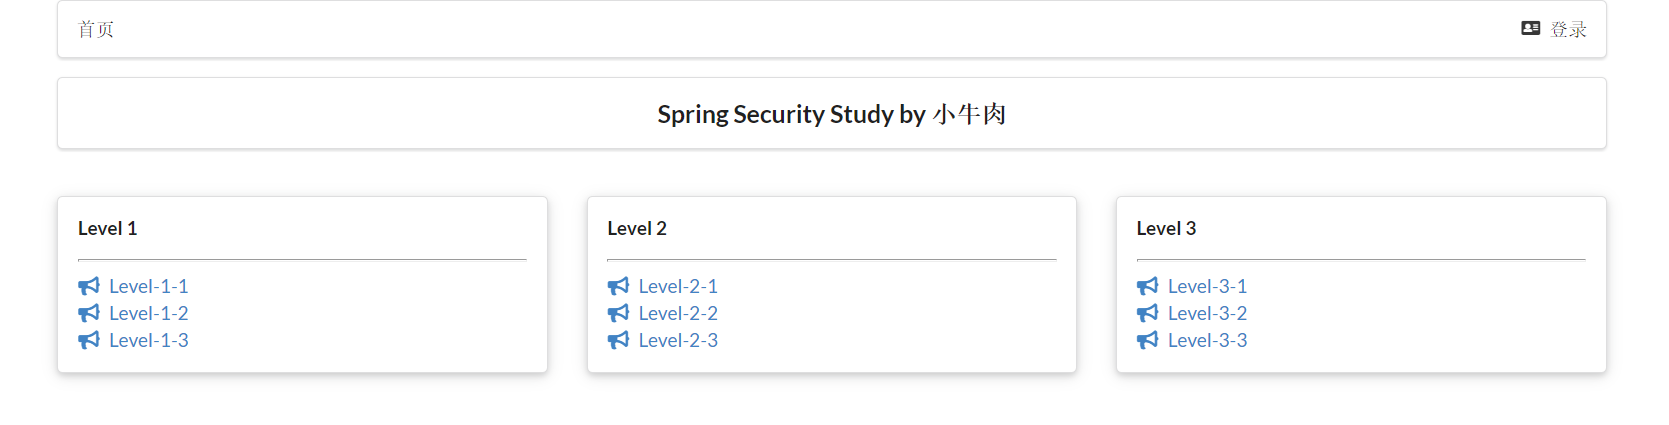 首页
登录
Spring Security Study by 小牛肉
Level 1
Level-1-1
Level-1-2
Level-1-3
Level 2
Level-2-1
Level-2-2
Level-2-3
Level 3
Level-3-1
Level-3-2
Level-3-3